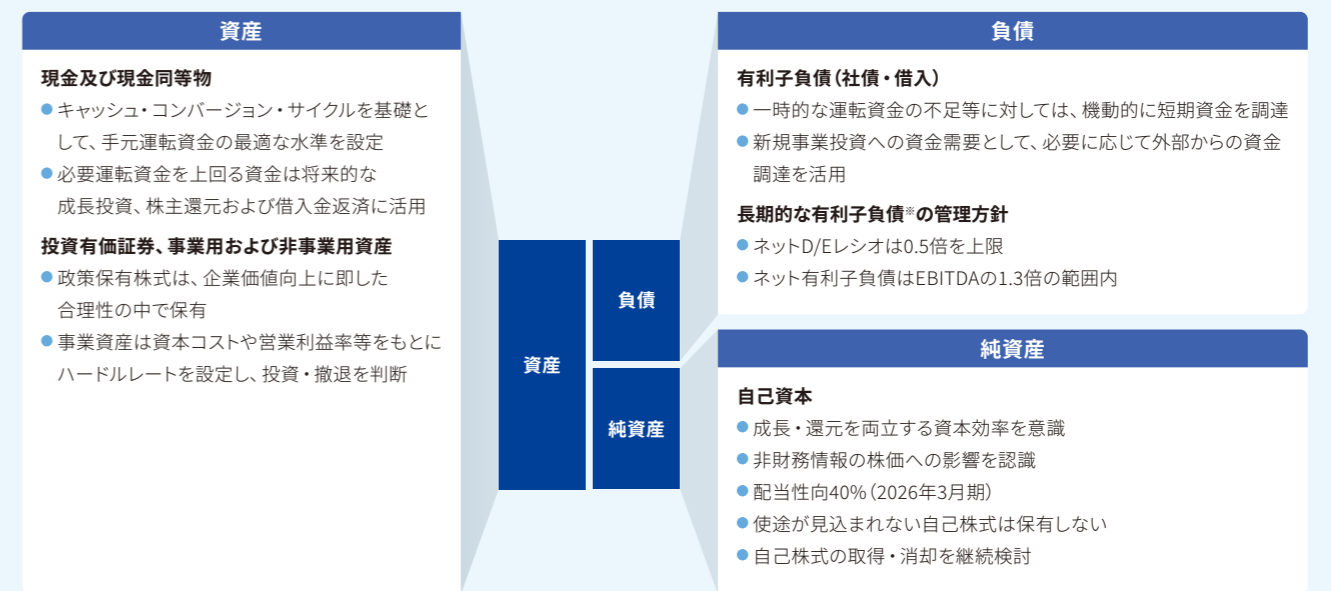 資産
現金及び現金同等物
●キャッシュ・コンバージョン・サイクルを基礎と
して、手元運転資金の最適な水準を設定
●必要運転資金を上回る資金は将来的な
成長投資、株主還元および借入金返済に活用
投資有価証券、事業用および非事業用資産
●政策保有株式は、企業価値向上に即した
合理性の中で保有
●事業資産は資本コストや営業利益率等をもとに
ハードルレートを設定し、投資・撤退を判断
資産
負債
純資産
負債
有利子負債（社債・借入）
●一時的な運転資金の不足等に対しては、機動的に短期資金を調達
●新規事業投資への資金需要として、必要に応じて外部からの資金
調達を活用
長期的な有利子負債※の管理方針
●ネットD/Eレシオは0.5倍を上限
●ネット有利子負債はEBITDAの1.3倍の範囲内
純資産
自己資本
●成長・還元を両立する資本効率を意識
●非財務情報の株価への影響を認識
●配当性向40%（2026年3月期）
●使途が見込まれない自己株式は保有しない
●自己株式の取得・消却を継続検討